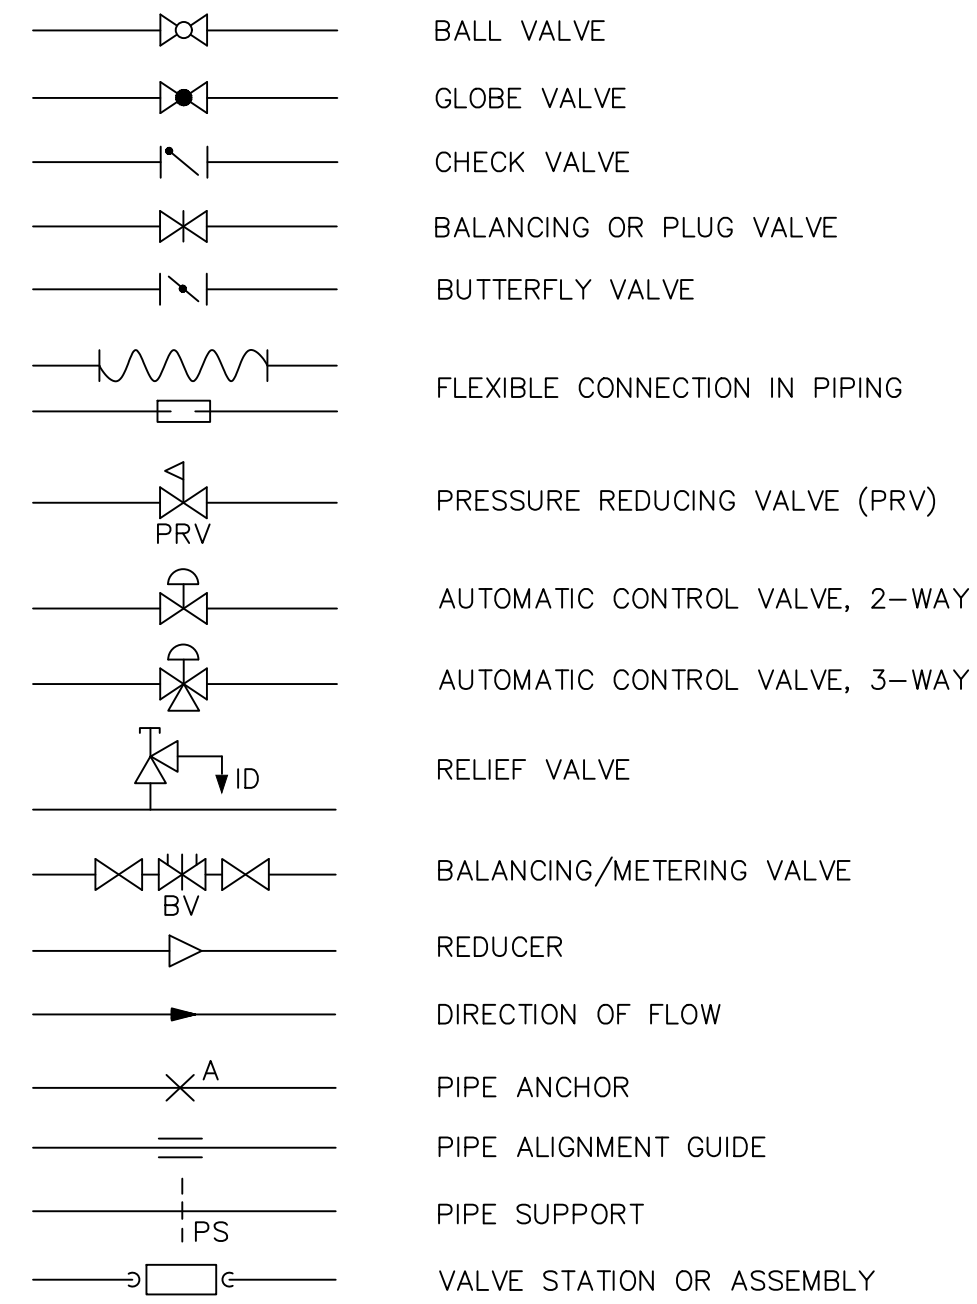 BALL VALVE
GLOBE VALVE
CHECK VALVE
BALANCING OR PLUG VALVE
BUTTERFLY VALVE
FLEXIBLE CONNECTION IN PIPING
PRESSURE REDUCING VALVE (PRV)
PRV
AUTOMATIC CONTROL VALVE, 2-WAY
AUTOMATIC CONTROL VALVE, 3-WAY
ID RELIEF VALVE
BALANCING/METERING VALVE
BV
REDUCER
DIRECTION OF FLOW
A PIPE ANCHOR
PIPE ALIGNMENT GUIDE
PIPE SUPPORT
PS
VALVE STATION OR ASSEMBLY